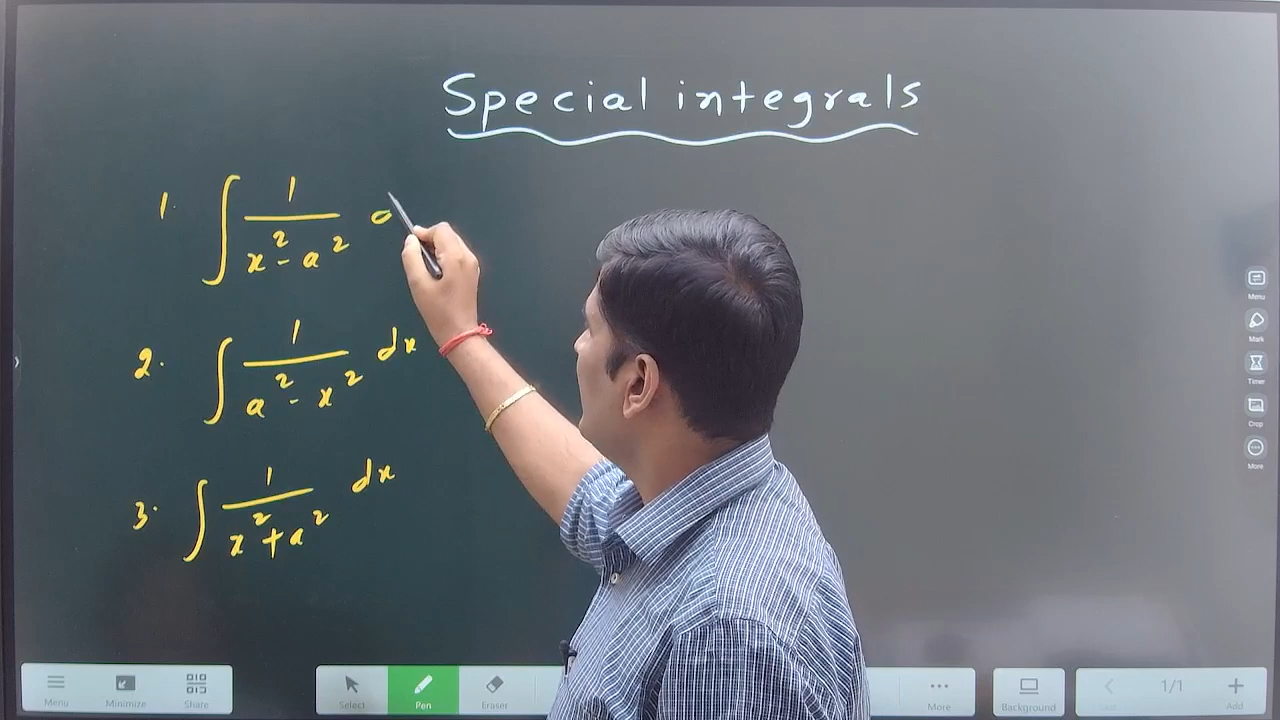 Special integrals
1. ∫ 1/(x² - a²) d
2. ∫ 1/(a² - x²) dx
3. ∫ 1/(x² + a²) dx
Menu
Mark
Timer
Crop
More
Menu Minimize Share Select Pen Eraser More Background 1/1 Add